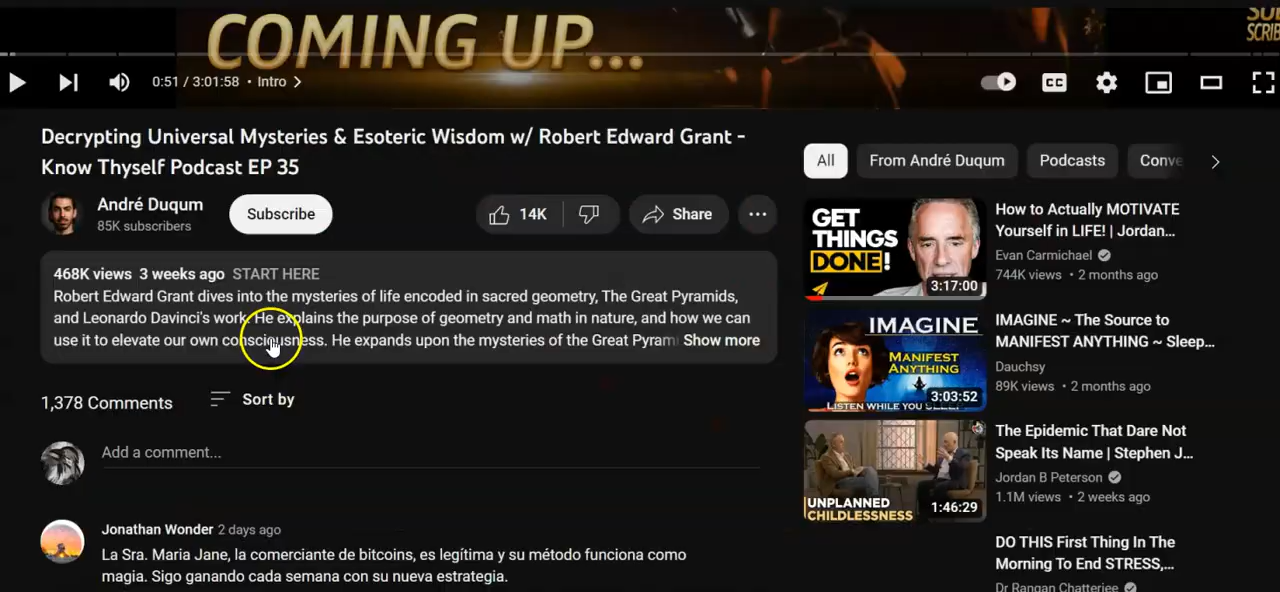 COMING UP...
SUB
SCRIB
0:51 / 3:01:58 • Intro
CC
Decrypting Universal Mysteries & Esoteric Wisdom w/ Robert Edward Grant -
Know Thyself Podcast EP 35
André Duqum
85K subscribers
Subscribe
14K
Share
468K views 3 weeks ago START HERE
Robert Edward Grant dives into the mysteries of life encoded in sacred geometry, The Great Pyramids,
and Leonardo Davinci's work. He explains the purpose of geometry and math in nature, and how we can
use it to elevate our own consciousness. He expands upon the mysteries of the Great Pyram Show more
1,378 Comments
Sort by
Add a comment...
Jonathan Wonder 2 days ago
La Sra. Maria Jane, la comerciante de bitcoins, es legítima y su método funciona como
magia. Sigo ganando cada semana con su nueva estrategia.
All
From André Duqum
Podcasts
Conve
GET
THINGS
DONE!
3:17:00
How to Actually MOTIVATE
Yourself in LIFE! | Jordan...
Evan Carmichael
744K views • 2 months ago
IMAGINE
MANIFEST
ANYTHING
3:03:52
LISTEN WHILE YOU SLEEP
IMAGINE ~ The Source to
MANIFEST ANYTHING ~ Sleep...
Dauchsy
89K views • 2 months ago
UNPLANNED
CHILDLESSNESS
1:46:29
The Epidemic That Dare Not
Speak Its Name | Stephen J...
Jordan B Peterson
1.1M views • 2 weeks ago
DO THIS First Thing In The
Morning To End STRESS,...
Dr Rangan Chatterjee